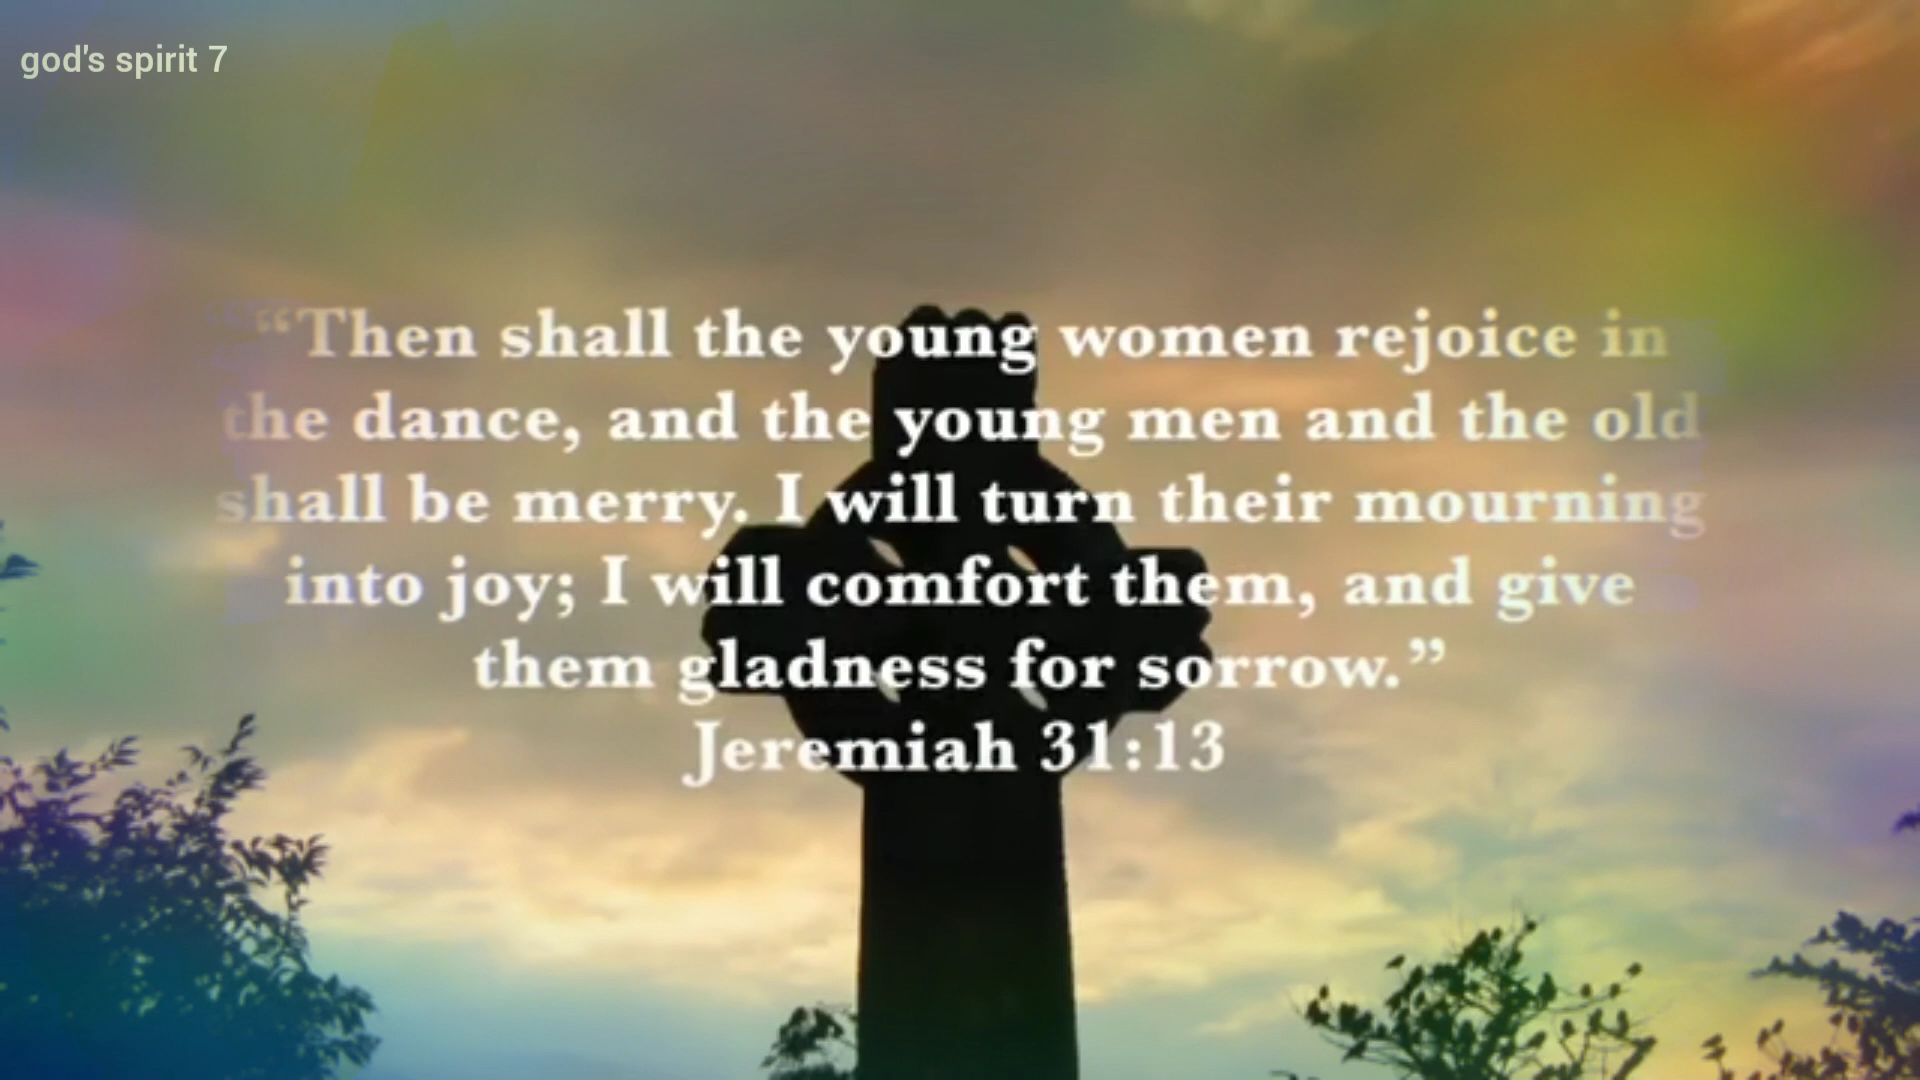 god's spirit 7
“Then shall the young women rejoice in
the dance, and the young men and the old
shall be merry. I will turn their mourning
into joy; I will comfort them, and give
them gladness for sorrow.”
Jeremiah 31:13